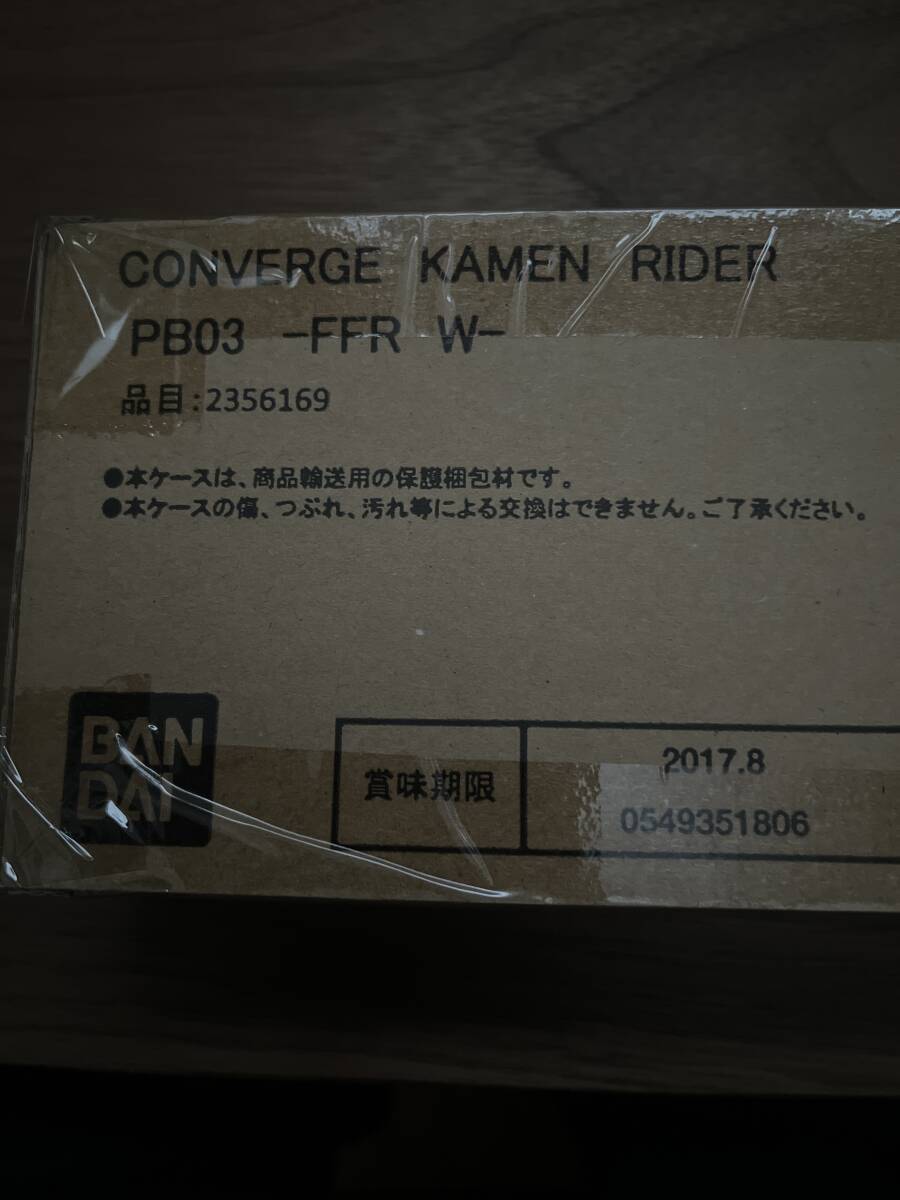 CONVERGE KAMEN RIDER
PB03 -FFR W-
品目:2356169
●本ケースは、商品輸送用の保護梱包材です。
●本ケースの傷、つぶれ、汚れ等による交換はできません。ご了承ください。
BAN
DAI
賞味期限
2017.8
0549351806